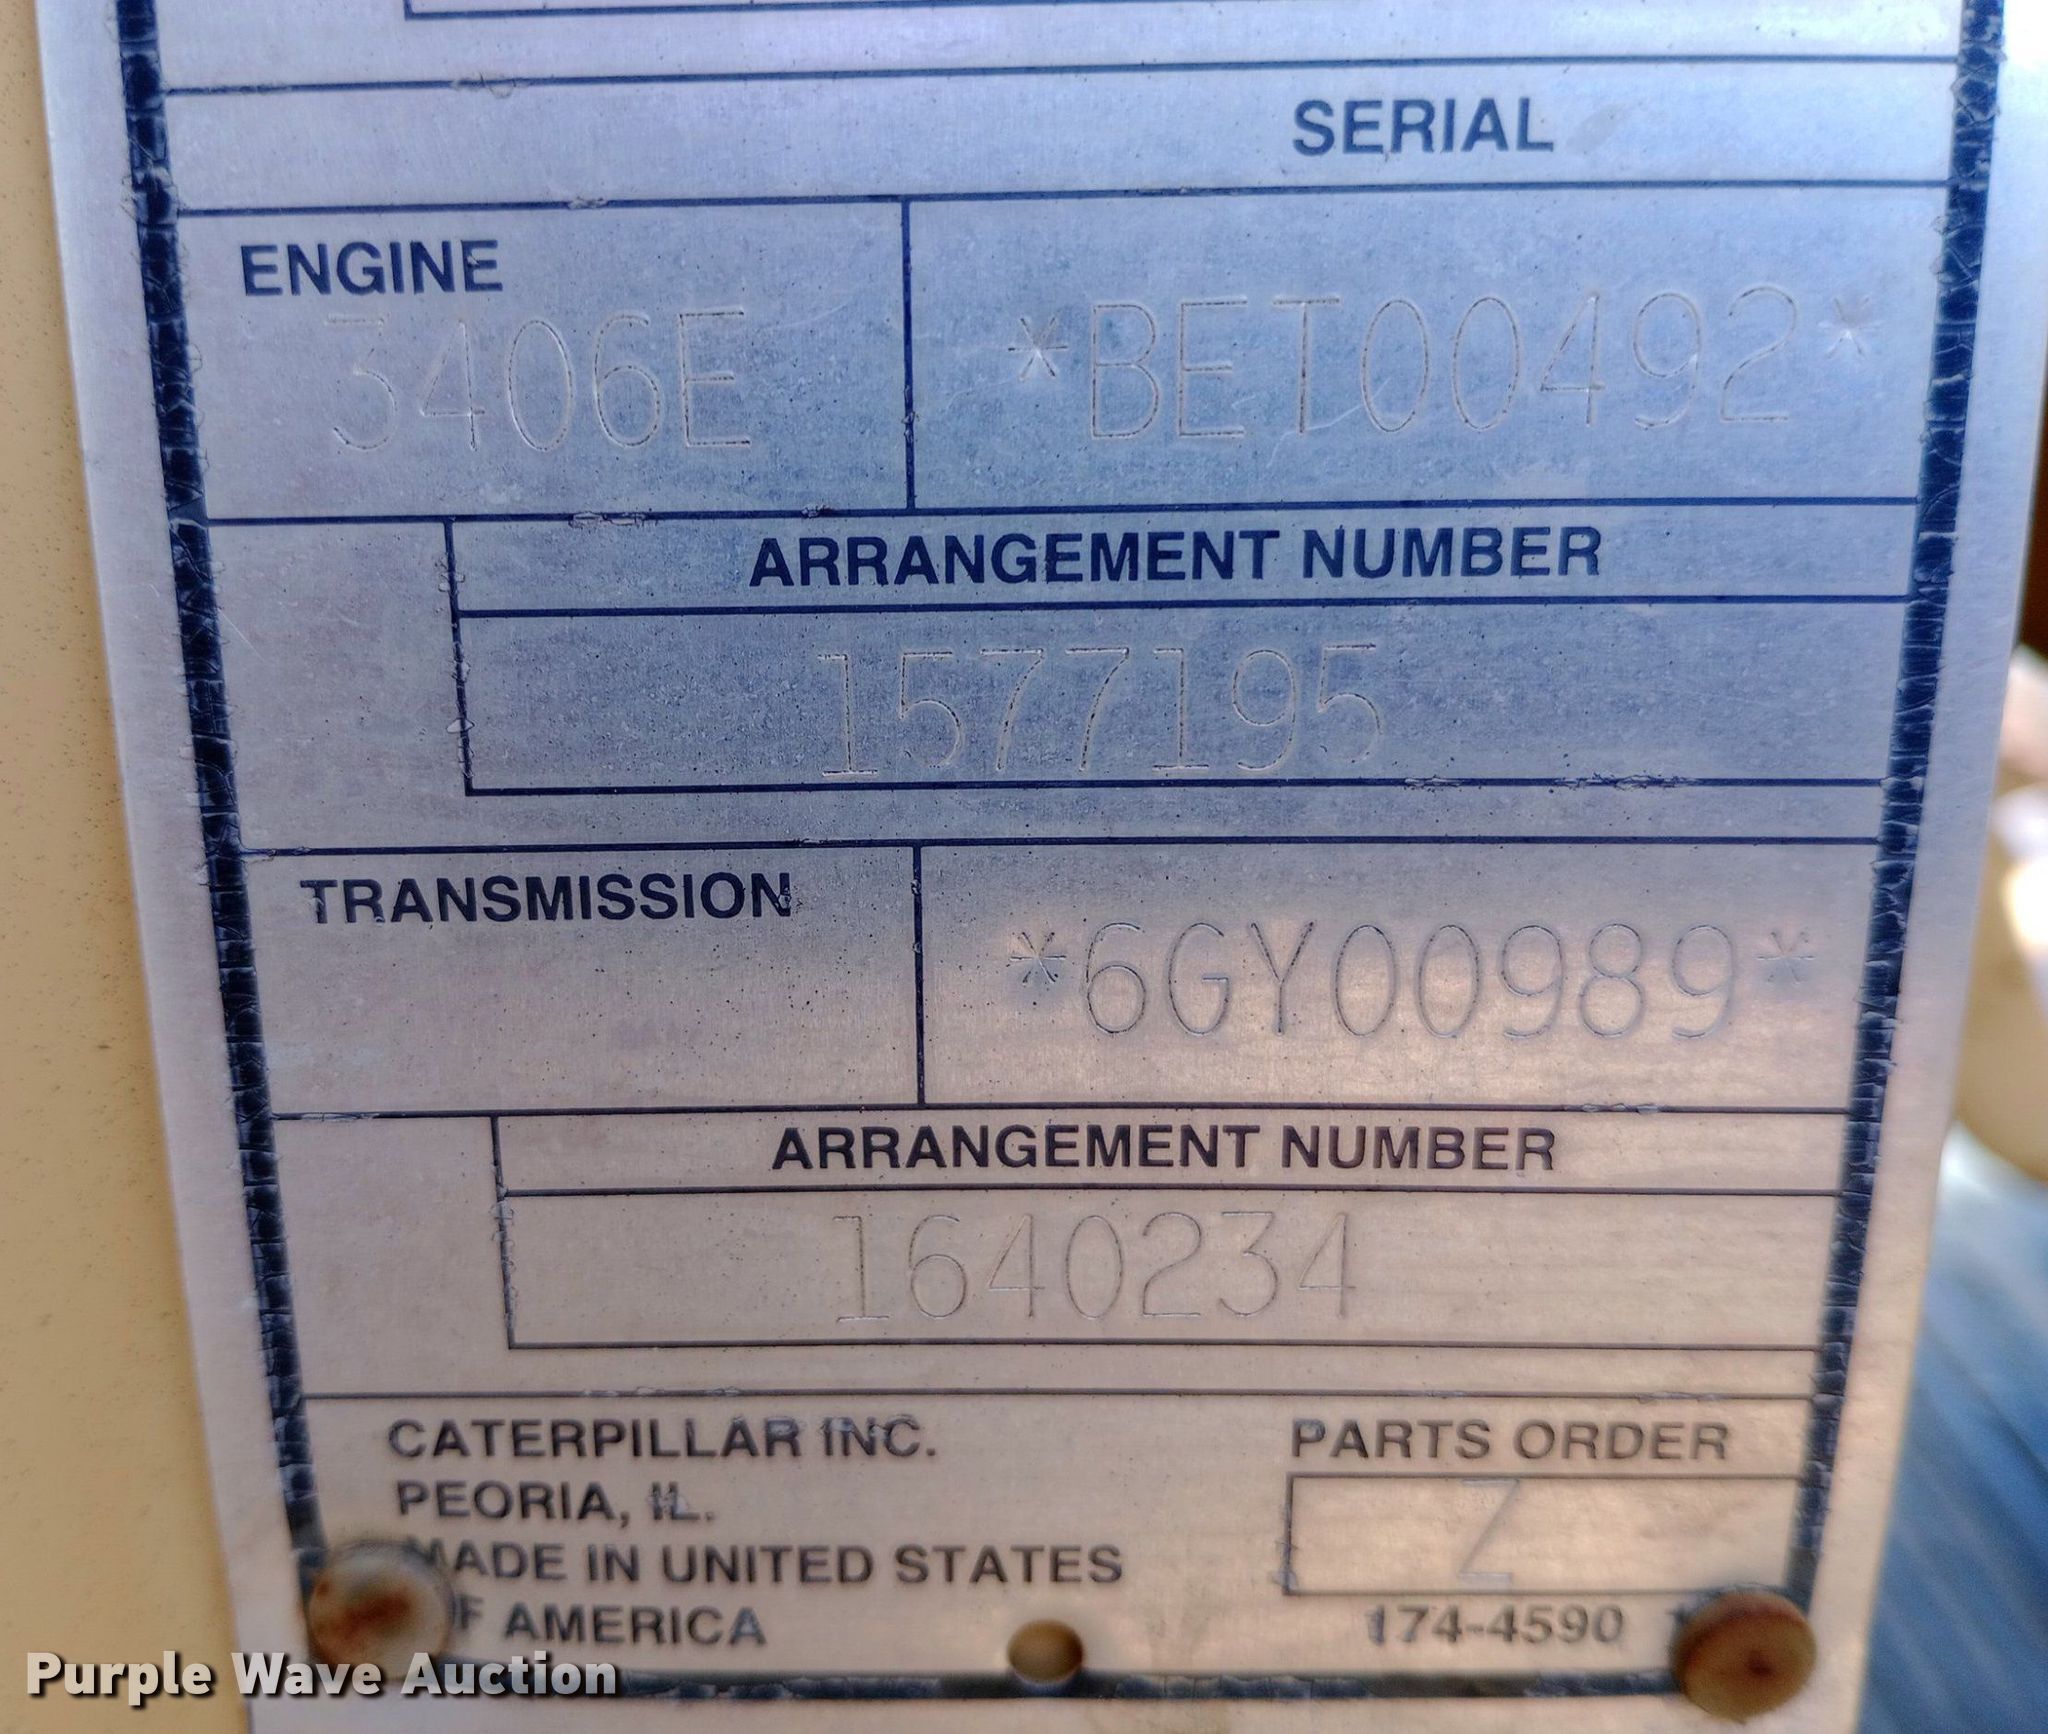 SERIAL
ENGINE
3406E *BET00492*
ARRANGEMENT NUMBER
1577195
TRANSMISSION
*6GY00989*
ARRANGEMENT NUMBER
1640234
CATERPILLAR INC. PARTS ORDER
PEORIA, IL. Z
MADE IN UNITED STATES
OF AMERICA 174-4590
Purple Wave Auction